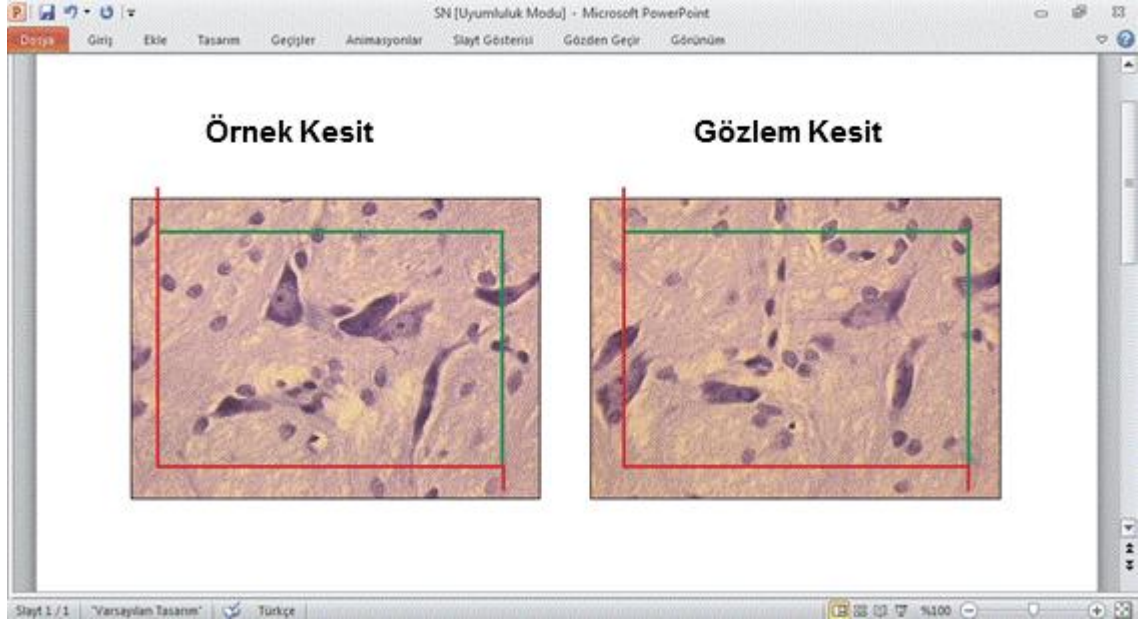 SN [Uyumluluk Modu] - Microsoft PowerPoint
Dosya Giriş Ekle Tasarım Geçişler Animasyonlar Slayt Gösterisi Gözden Geçir Görünüm
Örnek Kesit Gözlem Kesit
Slayt 1 / 1 "Varsayılan Tasarım" Türkçe %100